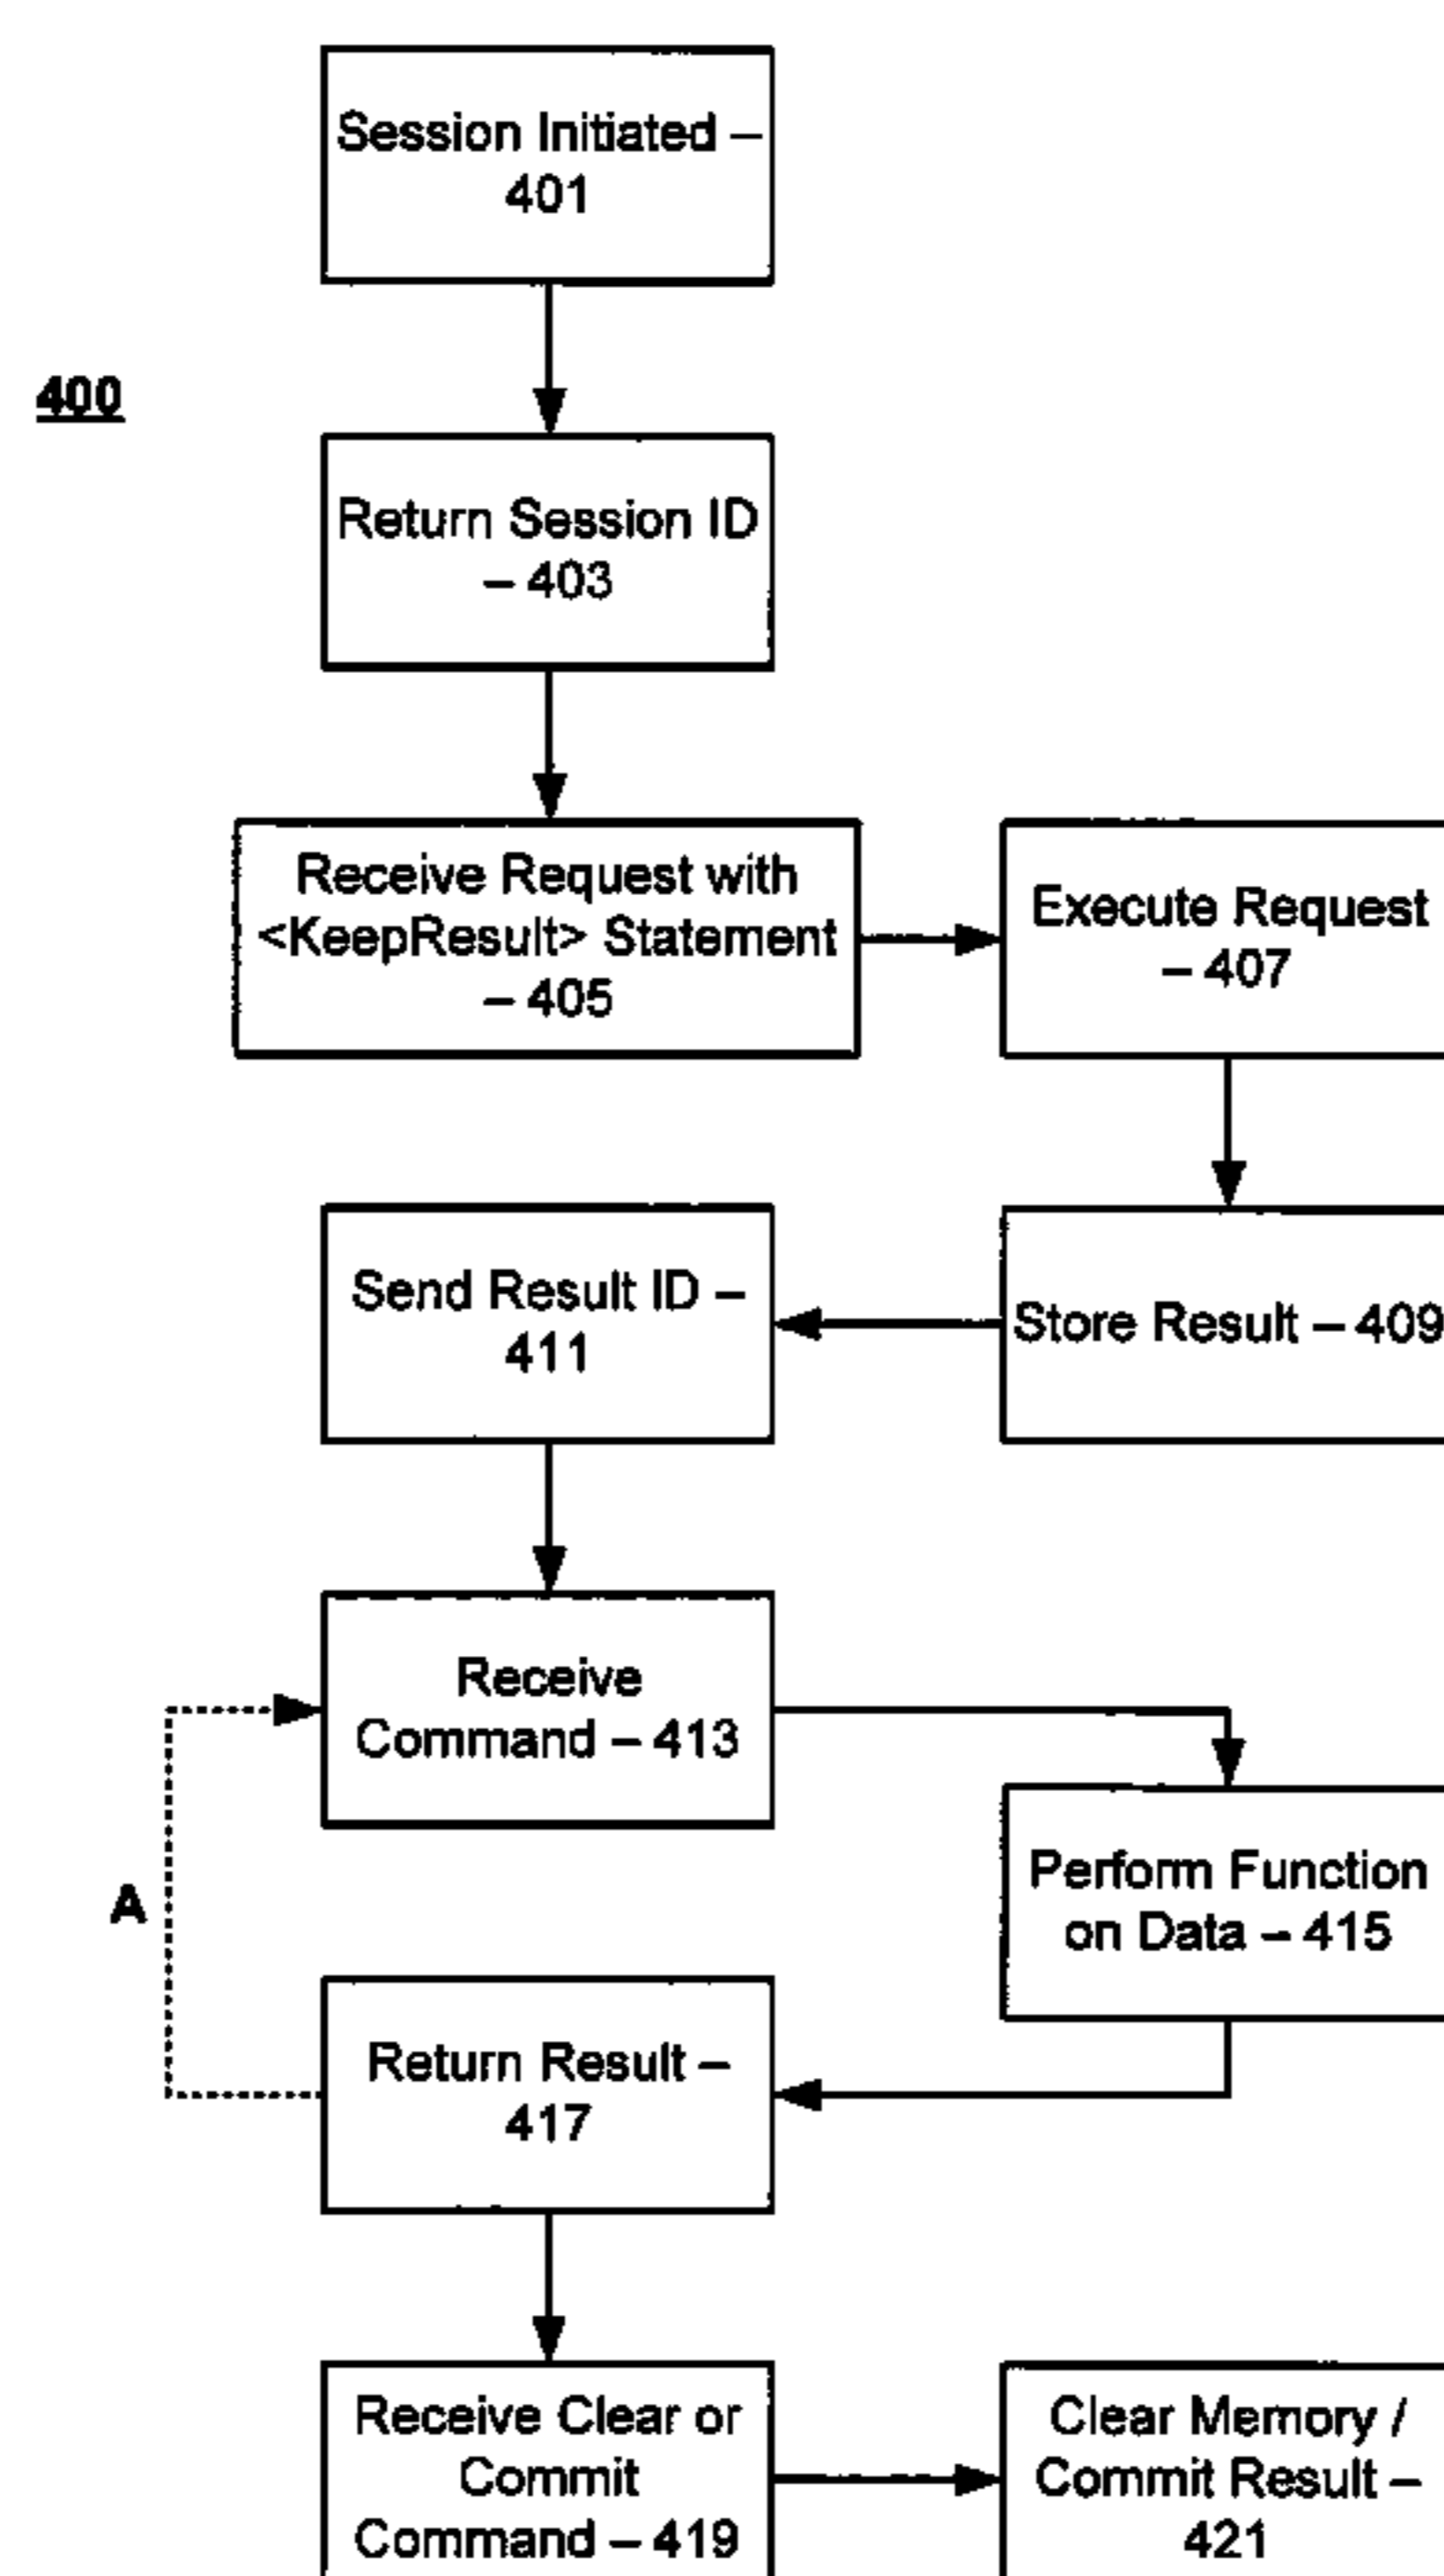 Session Initiated –
401
400
Return Session ID
– 403
Receive Request with
<KeepResult> Statement
– 405
Execute Request
– 407
Send Result ID –
411
Store Result – 409
Receive
Command – 413
Perform Function
on Data – 415
A
Return Result –
417
Receive Clear or
Commit
Command – 419
Clear Memory /
Commit Result –
421